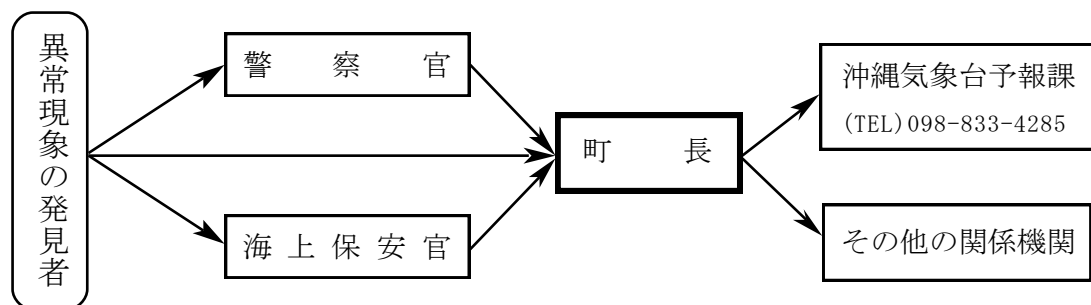 異常現象の発見者
警察官
海上保安官
町長
沖縄気象台予報課
(TEL)098-833-4285
その他の関係機関